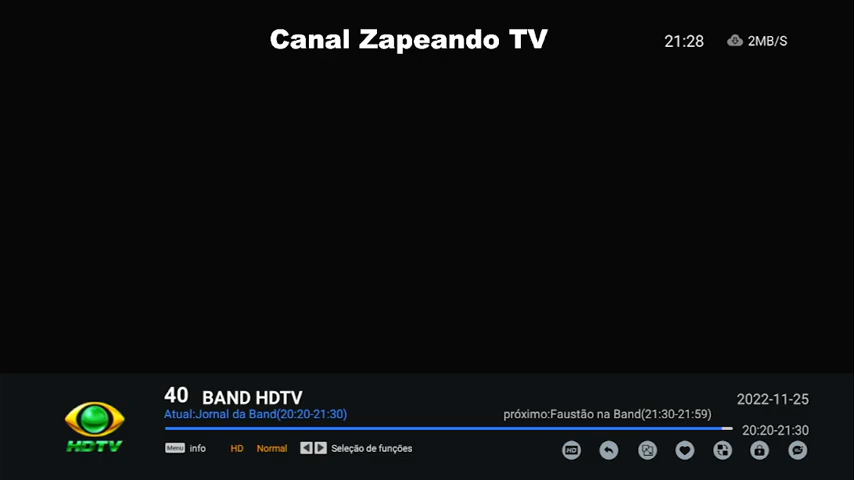 Canal Zapeando TV
21:28
2MB/S
40 BAND HDTV
2022-11-25
Atual:Jornal da Band(20:20-21:30)
próximo:Faustão na Band(21:30-21:59)
20:20-21:30
HDTV
Menu info HD Normal Seleção de funções
HD